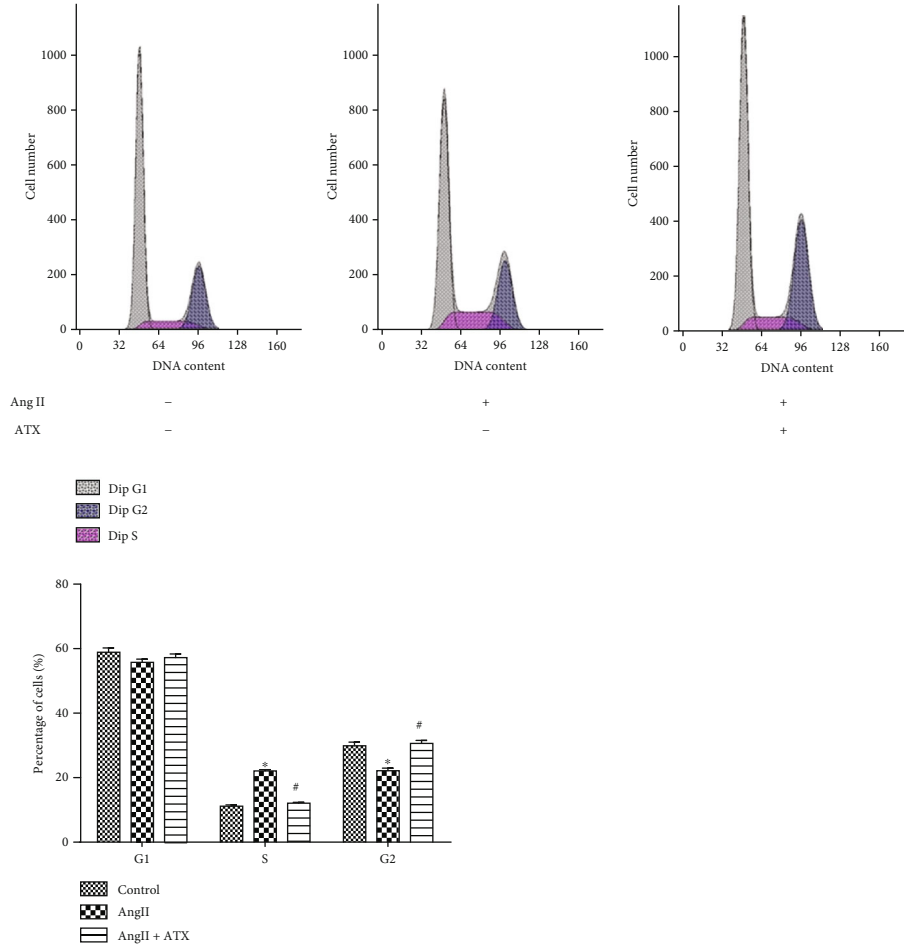 1000
800
600
400
200
0
Cell number
0 32 64 96 128 160
DNA content
1000
800
600
400
200
0
Cell number
0 32 64 96 128 160
DNA content
1000
800
600
400
200
0
Cell number
0 32 64 96 128 160
DNA content
Ang II − + +
ATX − − +
Dip G1
Dip G2
Dip S
80
60
40
20
0
Percentage of cells (%)
* # * #
G1 S G2
Control
AngII
AngII + ATX